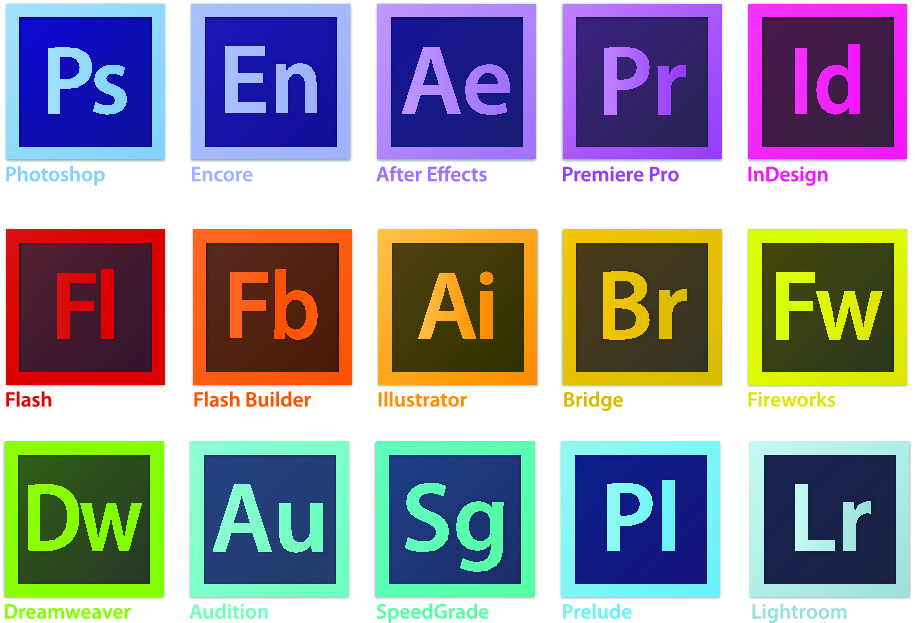 Ps En Ae Pr Id
Photoshop Encore After Effects Premiere Pro InDesign
Fl Fb Ai Br Fw
Flash Flash Builder Illustrator Bridge Fireworks
Dw Au Sg Pl Lr
Dreamweaver Audition SpeedGrade Prelude Lightroom